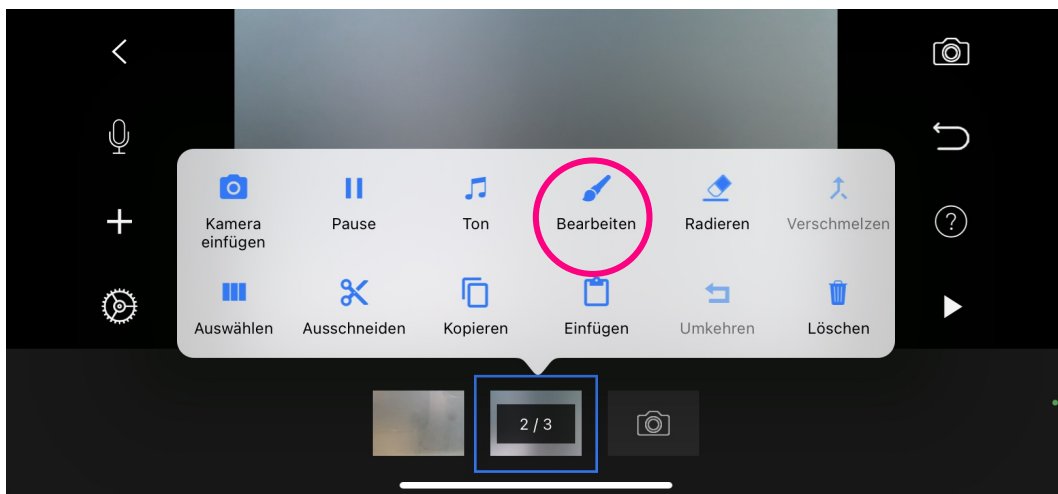 Kamera
einfügen
Pause
Ton
Bearbeiten
Radieren
Verschmelzen
?
Auswählen
Ausschneiden
Kopieren
Einfügen
Umkehren
Löschen
2 / 3